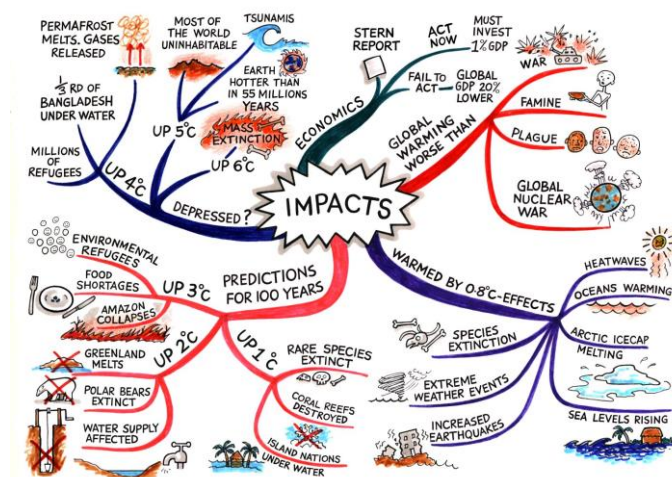 PERMAFROST
MELTS. GASES
RELEASED
MOST OF
THE WORLD
UNINHABITABLE
TSUNAMIS
EARTH
HOTTER THAN
IN 55 MILLIONS
YEARS
1/3 RD OF
BANGLADESH
UNDER WATER
MILLIONS OF
REFUGEES
UP 5°C
MASS
EXTINCTION
UP 6°C
UP 4°C
DEPRESSED?
IMPACTS
STERN
REPORT
ACT
NOW
MUST
INVEST
1% GDP
FAIL TO
ACT
GLOBAL
GDP 20%
LOWER
ECONOMICS
GLOBAL
WARMING
WORSE THAN
WAR
FAMINE
PLAGUE
GLOBAL
NUCLEAR
WAR
PREDICTIONS
FOR 100 YEARS
UP 3°C
ENVIRONMENTAL
REFUGEES
FOOD
SHORTAGES
AMAZON
COLLAPSES
UP 2°C
GREENLAND
MELTS
POLAR BEARS
EXTINCT
WATER SUPPLY
AFFECTED
UP 1°C
RARE SPECIES
EXTINCT
CORAL REEFS
DESTROYED
ISLAND NATIONS
UNDER WATER
WARMED BY 0.8°C-EFFECTS
HEATWAVES
OCEANS WARMING
ARCTIC ICECAP
MELTING
SEA LEVELS RISING
SPECIES
EXTINCTION
EXTREME
WEATHER EVENTS
INCREASED
EARTHQUAKES